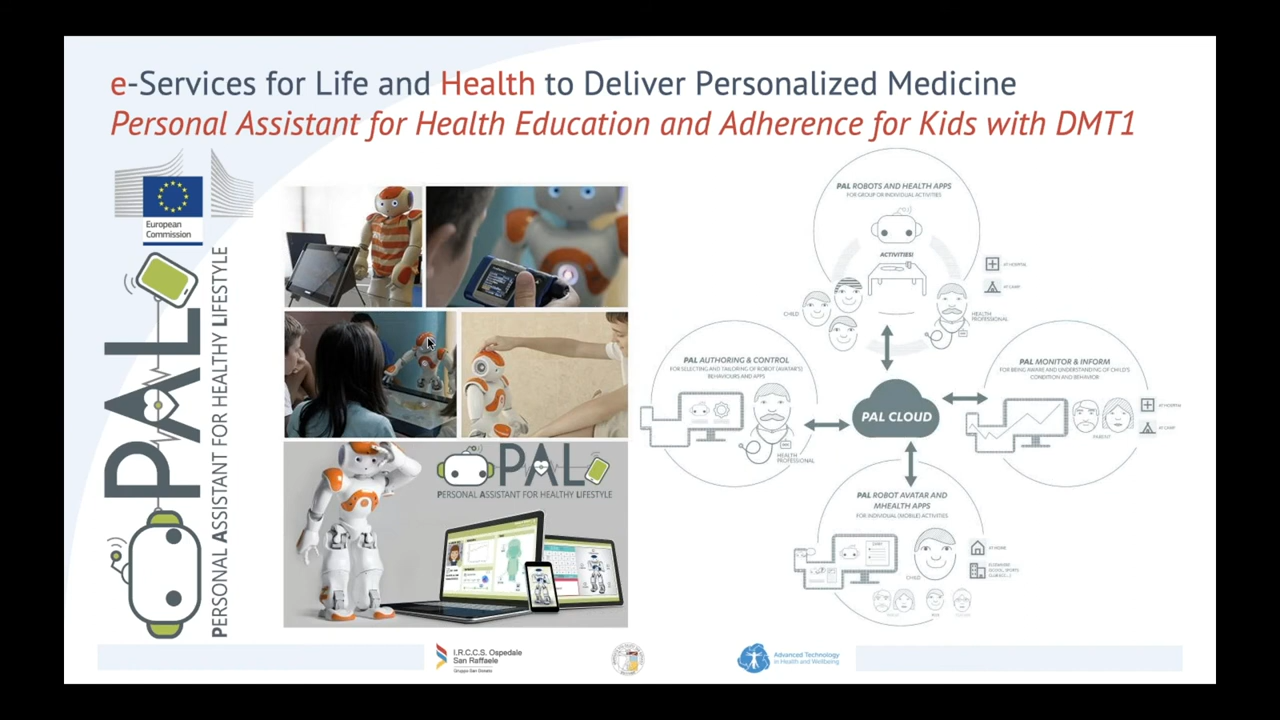 e-Services for Life and Health to Deliver Personalized Medicine
Personal Assistant for Health Education and Adherence for Kids with DMT1
European
Commission
PAL
PERSONAL ASSISTANT FOR HEALTHY LIFESTYLE
PAL
PERSONAL ASSISTANT FOR HEALTHY LIFESTYLE
PAL ROBOTS AND HEALTH APPS
FOR GROUP OR INDIVIDUAL ACTIVITIES
ACTIVITIES!
AT HOSPITAL
AT CAMP
CHILD
HEALTH
PROFESSIONAL
PAL AUTHORING & CONTROL
FOR SELECTING AND TAILORING OF ROBOT (AVATAR'S)
BEHAVIOURS AND APPS
HEALTH
PROFESSIONAL
PAL CLOUD
PAL MONITOR & INFORM
FOR BEING AWARE AND UNDERSTANDING OF CHILD'S
CONDITION AND BEHAVIOR
AT HOSPITAL
AT CAMP
PARENT
PAL ROBOT AVATAR AND
MHEALTH APPS
FOR INDIVIDUAL (MOBILE) ACTIVITIES
AT HOME
CHILD
I.R.C.C.S. Ospedale
San Raffaele
Gruppo San Donato
Advanced Technology
in Health and Wellbeing